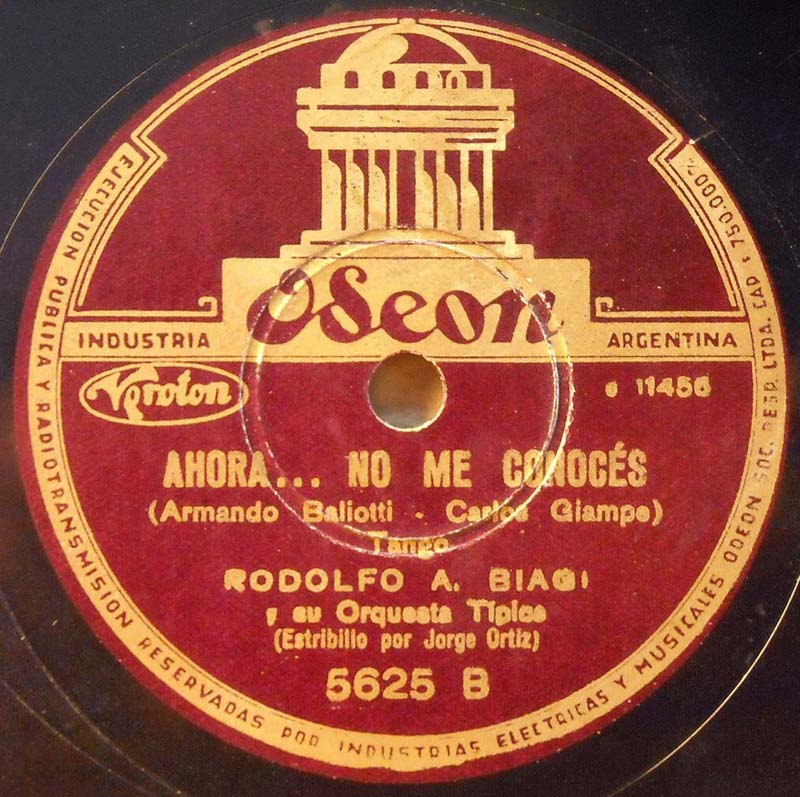 Odeon
INDUSTRIA
ARGENTINA
Veroton
e 11456
AHORA... NO ME CONOCÉS
(Armando Baliotti - Carlos Giampe)
Tango
RODOLFO A. BIAGI
y su Orquesta Típica
(Estribillo por Jorge Ortiz)
5625 B
EJECUCION PUBLICA Y RADIOTRANSMISION RESERVADAS POR INDUSTRIAS ELECTRICAS Y MUSICALES ODEON SOC. RESP. LTDA. CAP. $ 750.000